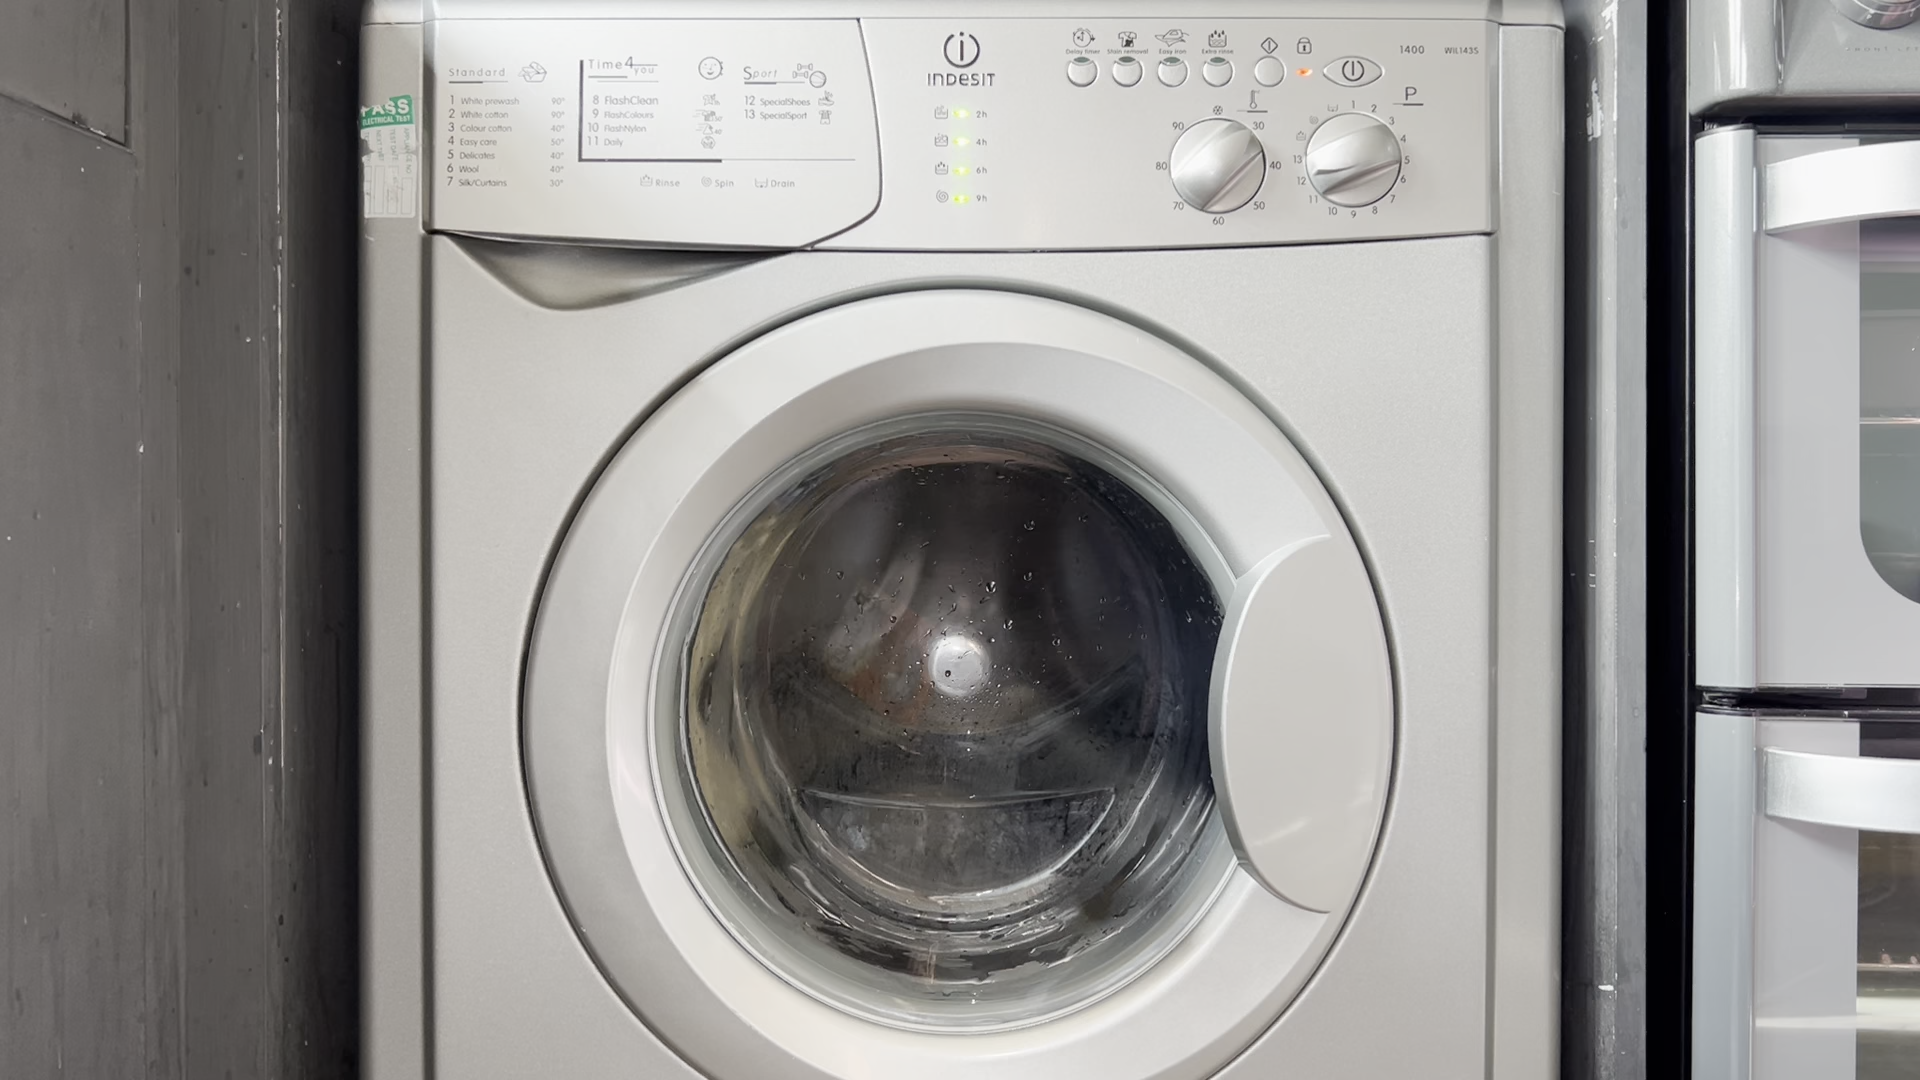 Standard
1 White prewash 90°
2 White cotton 90°
3 Colour cotton 40°
4 Easy care 50°
5 Delicates 40°
6 Wool 40°
7 Silk/Curtains 30°
Time4you
8 FlashClean
9 FlashColours
10 FlashNylon
11 Daily
Sport
12 SpecialShoes
13 SpecialSport
Rinse Spin Drain
PASS
ELECTRICAL TEST
INDESIT
2h
4h
6h
9h
Delay timer Stain removal Easy iron Extra rinse
1400 WIL143S
90 30
80 40
70 50
60
P
1 2
3
4
5
6
7
8
9
10
11
12
13